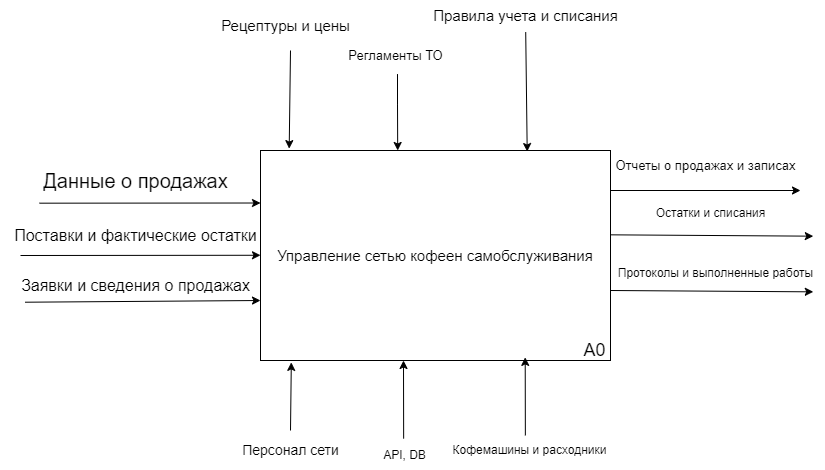 Рецептуры и цены
Правила учета и списания
Регламенты ТО
Данные о продажах
Поставки и фактические остатки
Заявки и сведения о продажах
Управление сетью кофеен самобслуживания
A0
Отчеты о продажах и записах
Остатки и списания
Протоколы и выполненные работы
Персонал сети
API, DB
Кофемашины и расходники